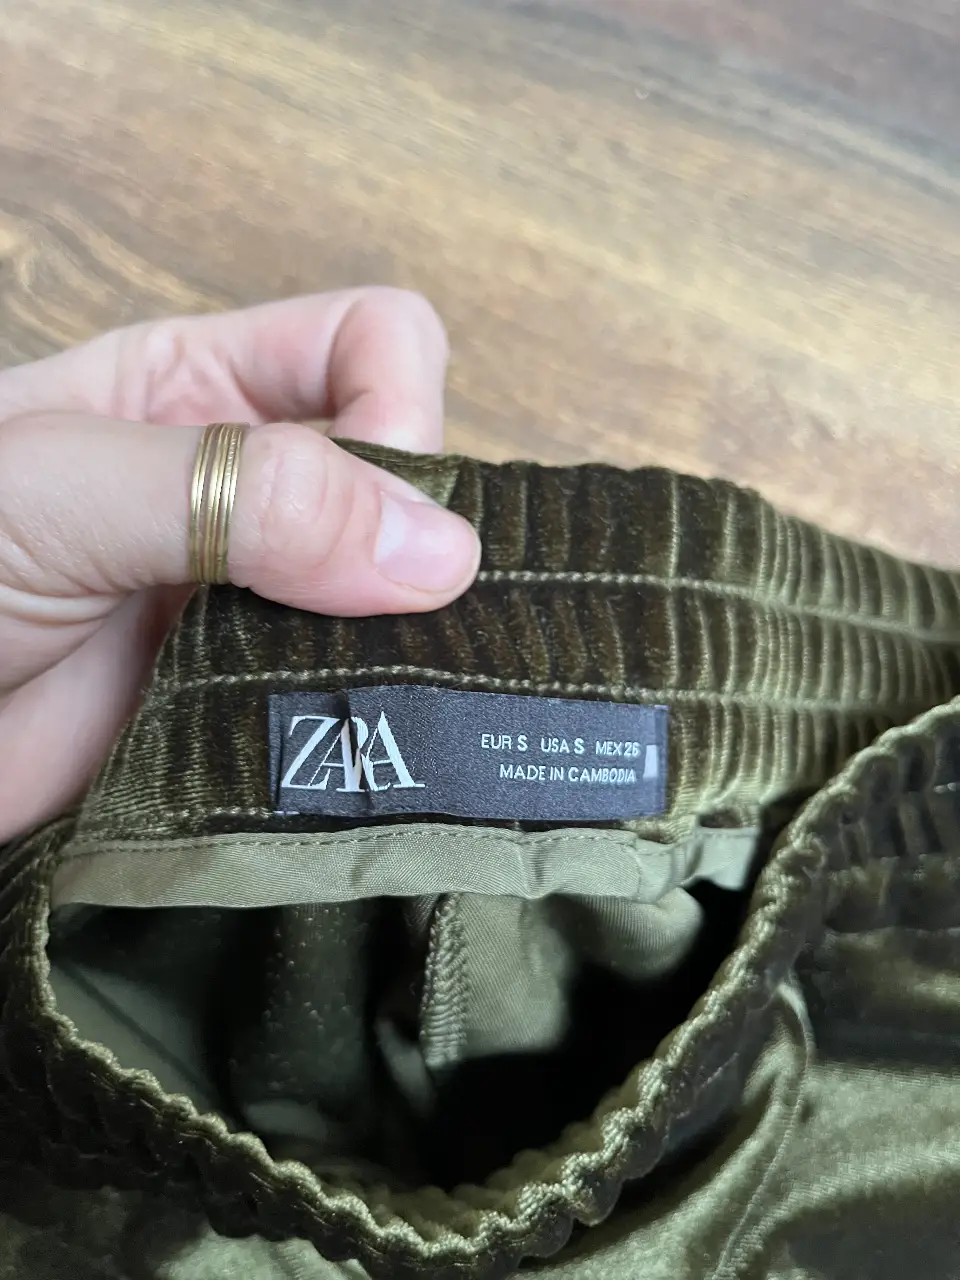 ZARA
EUR S USA S MEX 26
MADE IN CAMBODIA